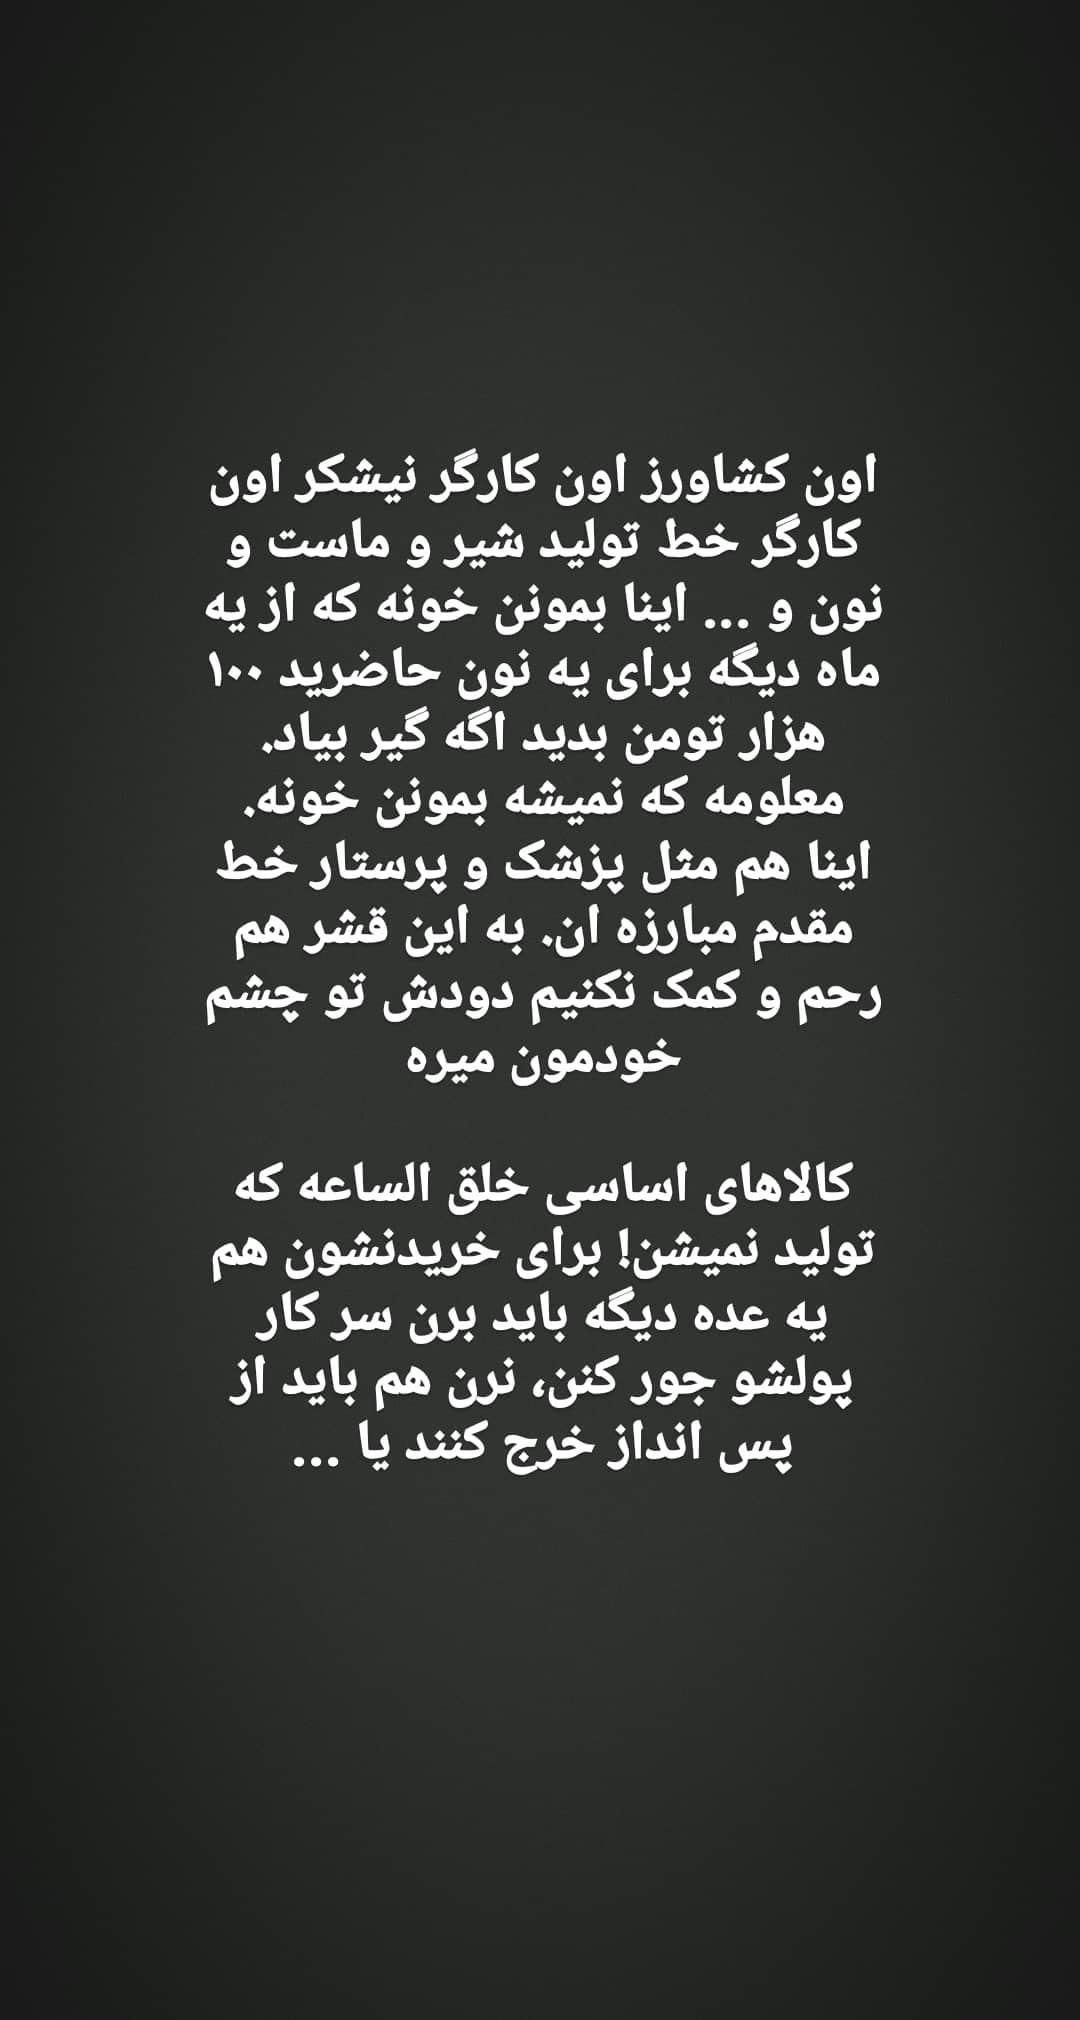 اون کشاورز اون کارگر نیشکر اون
کارگر خط تولید شیر و ماست و
نون و ... اینا بمونن خونه که از یه
ماه دیگه برای یه نون حاضرید ۱۰۰
هزار تومن بدید اگه گیر بیاد.
معلومه که نمیشه بمونن خونه.
اینا هم مثل پزشک و پرستار خط
مقدم مبارزه ان. به این قشر هم
رحم و کمک نکنیم دودش تو چشم
خودمون میره
کالاهای اساسی خلق الساعه که
تولید نمیشن! برای خریدنشون هم
یه عده دیگه باید برن سر کار
پولشو جور کنن، نرن هم باید از
پس انداز خرج کنند یا ...